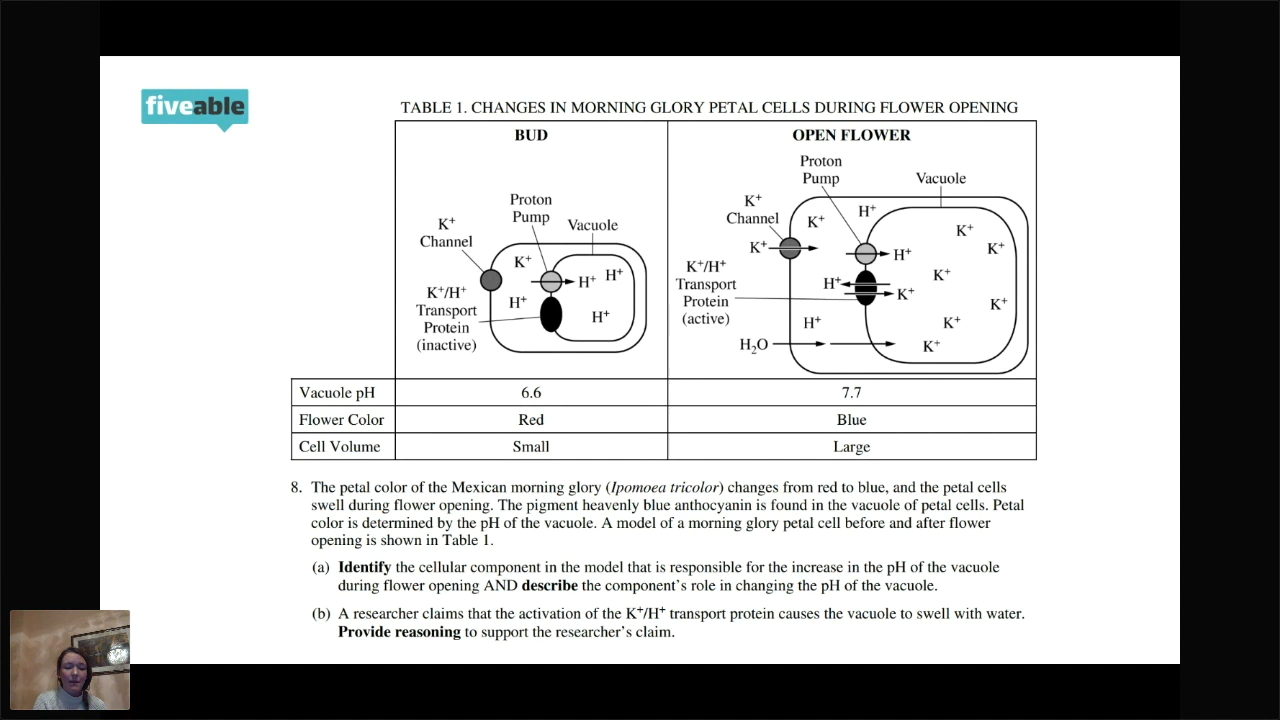 fiveable
TABLE 1. CHANGES IN MORNING GLORY PETAL CELLS DURING FLOWER OPENING
BUD
OPEN FLOWER
K⁺
Channel
Proton
Pump
Vacuole
K⁺
H⁺
H⁺
H⁺
H⁺
K⁺/H⁺
Transport
Protein
(inactive)
Proton
Pump
Vacuole
K⁺
Channel
K⁺
K⁺
H⁺
H⁺
K⁺
K⁺
K⁺
K⁺/H⁺
Transport
Protein
(active)
H⁺
K⁺
K⁺
H⁺
K⁺
K⁺
H₂O
Vacuole pH 6.6 7.7
Flower Color Red Blue
Cell Volume Small Large
8. The petal color of the Mexican morning glory (Ipomoea tricolor) changes from red to blue, and the petal cells
swell during flower opening. The pigment heavenly blue anthocyanin is found in the vacuole of petal cells. Petal
color is determined by the pH of the vacuole. A model of a morning glory petal cell before and after flower
opening is shown in Table 1.
(a) Identify the cellular component in the model that is responsible for the increase in the pH of the vacuole
during flower opening AND describe the component's role in changing the pH of the vacuole.
(b) A researcher claims that the activation of the K⁺/H⁺ transport protein causes the vacuole to swell with water.
Provide reasoning to support the researcher's claim.